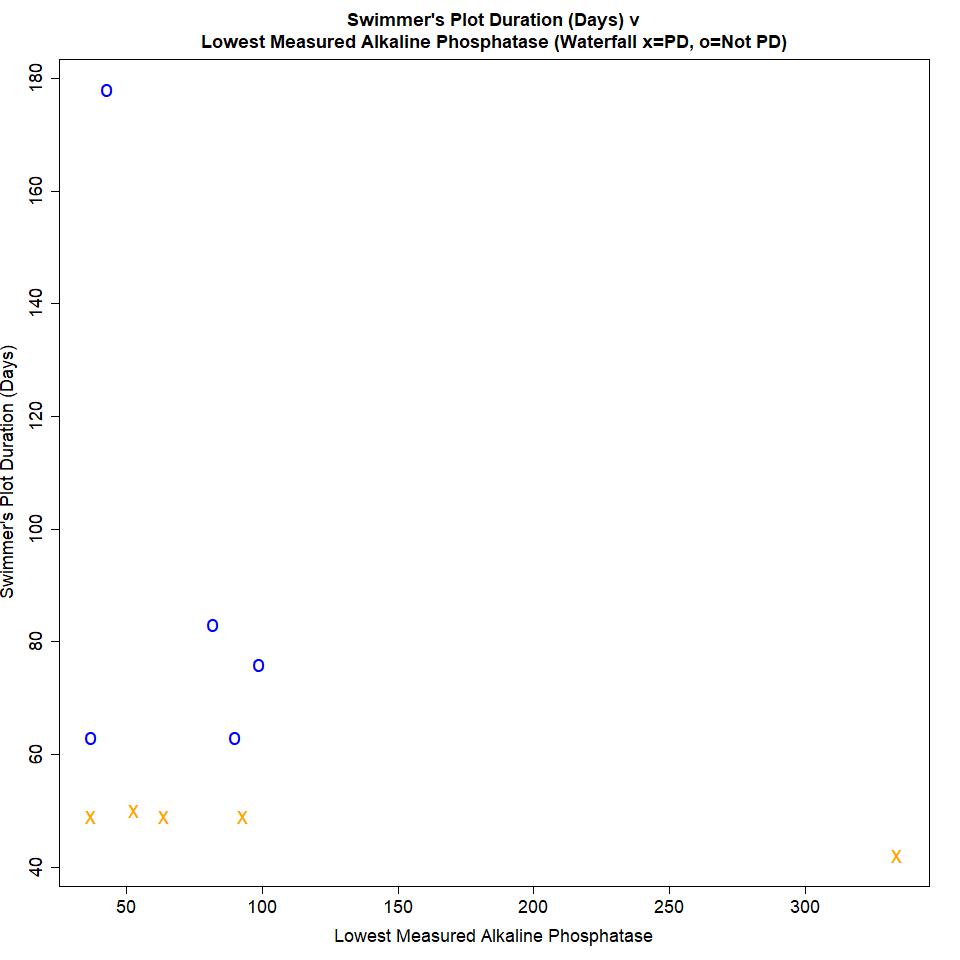 Swimmer's Plot Duration (Days) v
Lowest Measured Alkaline Phosphatase (Waterfall x=PD, o=Not PD)
Swimmer's Plot Duration (Days)
180
160
140
120
100
80
60
40
o
o
o
o
o
x
x
x
x
x
50 100 150 200 250 300
Lowest Measured Alkaline Phosphatase